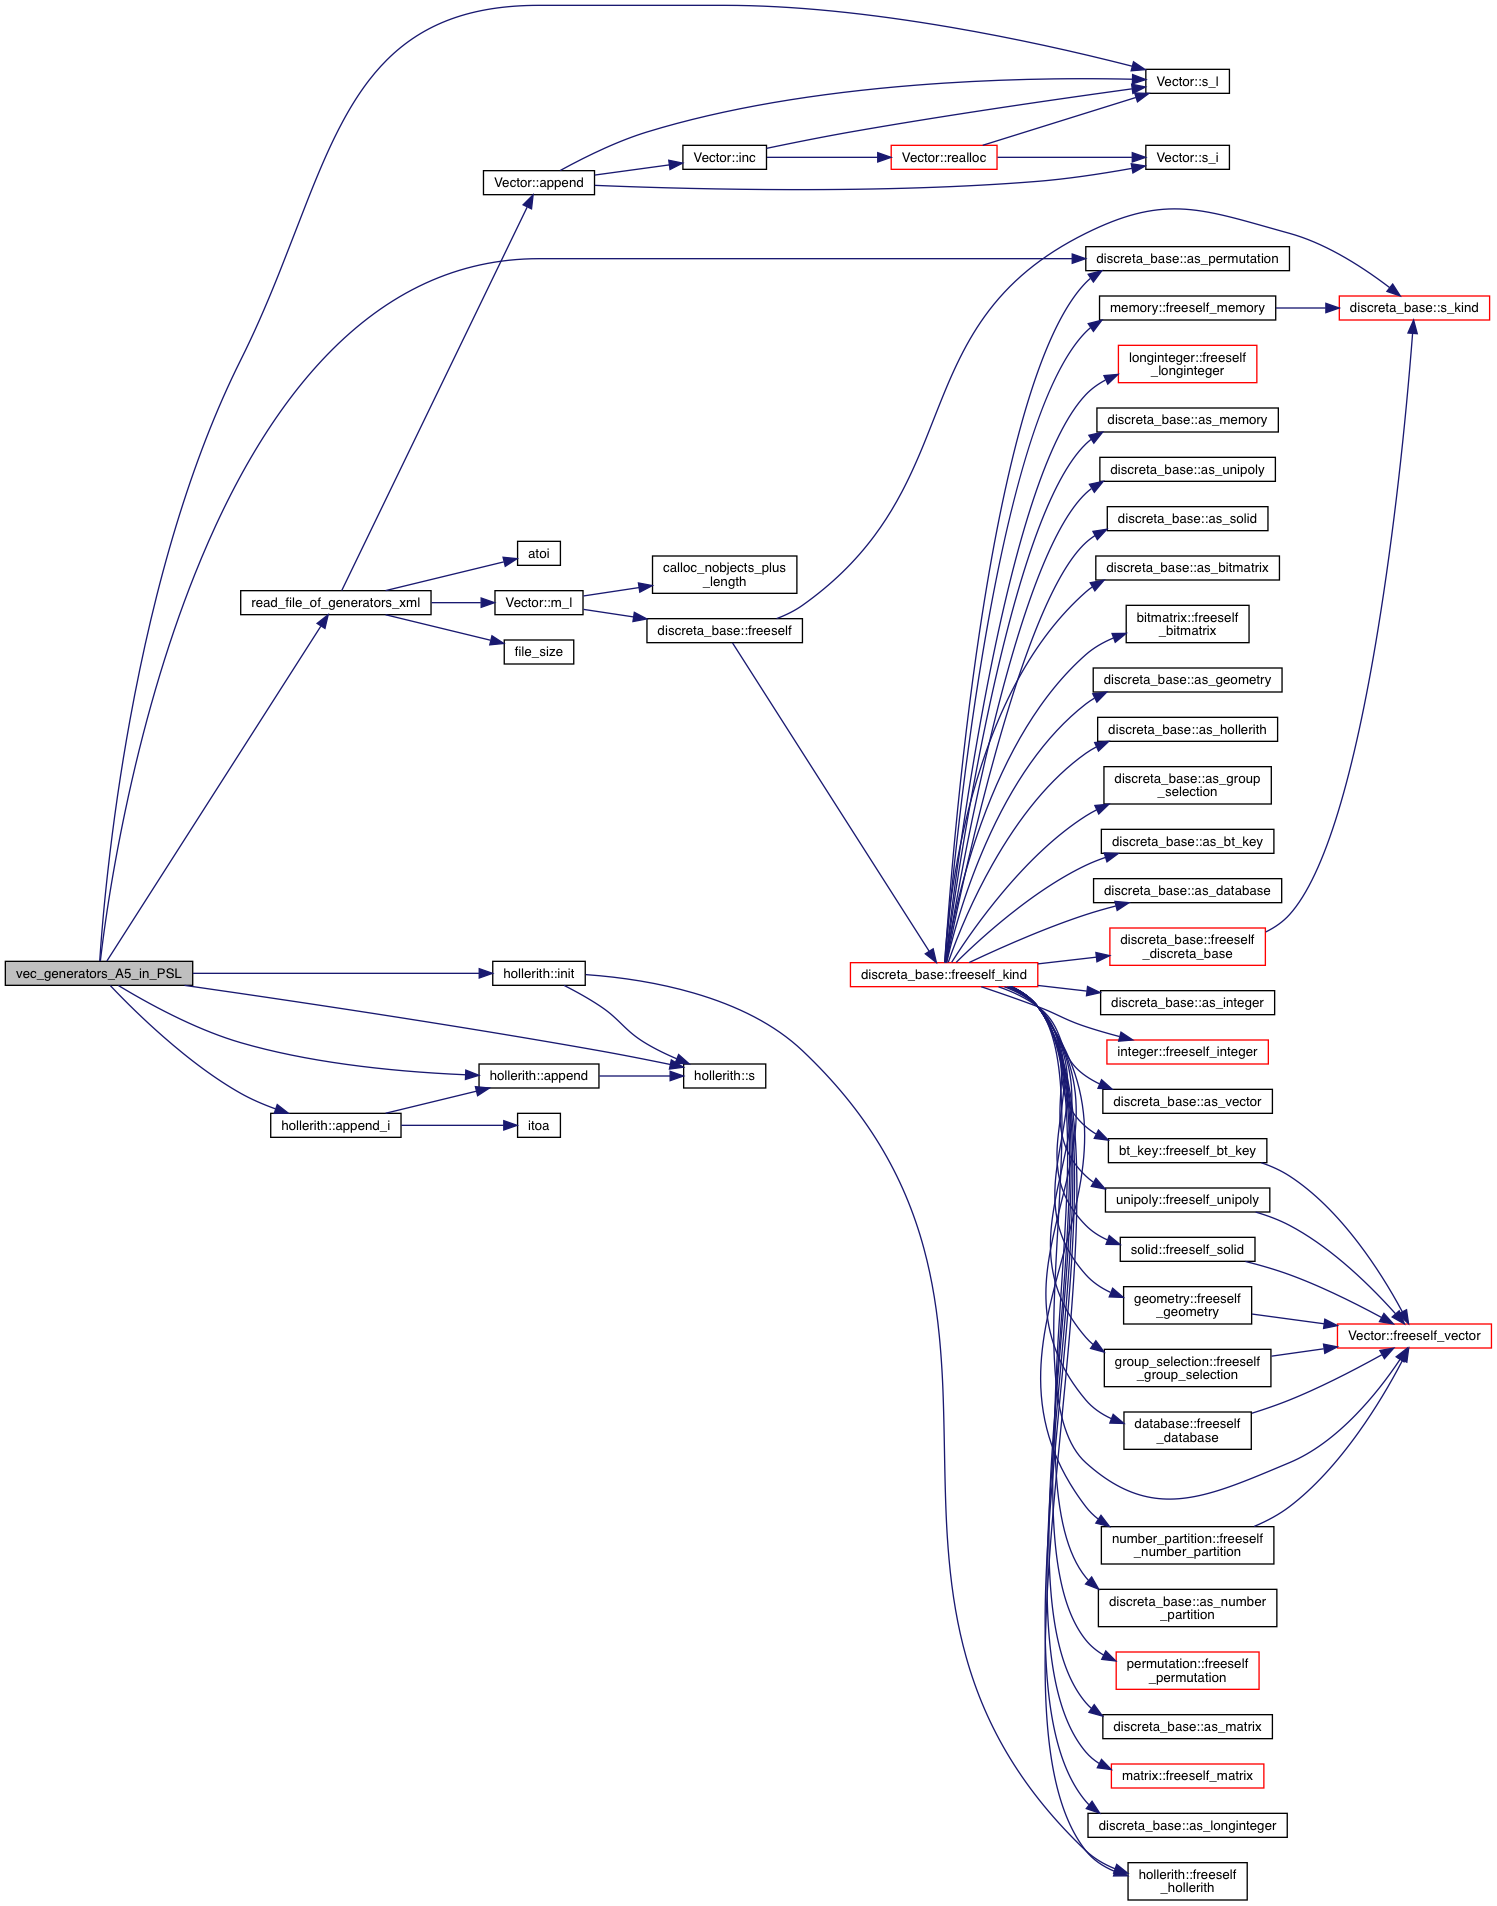 Vector::s_l
Vector::inc
Vector::realloc
Vector::s_i
Vector::append
discreta_base::as_permutation
memory::freeself_memory
discreta_base::s_kind
longinteger::freeself
_longinteger
discreta_base::as_memory
discreta_base::as_unipoly
discreta_base::as_solid
atoi
calloc_nobjects_plus
_length
discreta_base::as_bitmatrix
read_file_of_generators_xml
Vector::m_l
discreta_base::freeself
bitmatrix::freeself
_bitmatrix
file_size
discreta_base::as_geometry
discreta_base::as_hollerith
discreta_base::as_group
_selection
discreta_base::as_bt_key
discreta_base::as_database
discreta_base::freeself
_discreta_base
vec_generators_A5_in_PSL
hollerith::init
discreta_base::freeself_kind
discreta_base::as_integer
integer::freeself_integer
hollerith::append
hollerith::s
discreta_base::as_vector
hollerith::append_i
itoa
bt_key::freeself_bt_key
unipoly::freeself_unipoly
solid::freeself_solid
geometry::freeself
_geometry
Vector::freeself_vector
group_selection::freeself
_group_selection
database::freeself
_database
number_partition::freeself
_number_partition
discreta_base::as_number
_partition
permutation::freeself
_permutation
discreta_base::as_matrix
matrix::freeself_matrix
discreta_base::as_longinteger
hollerith::freeself
_hollerith